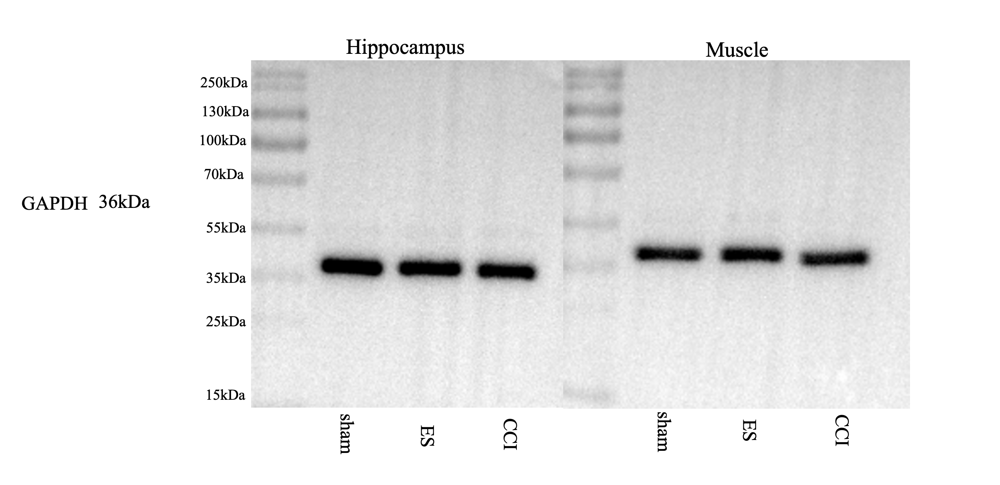 Hippocampus
Muscle
250kDa
130kDa
100kDa
70kDa
GAPDH 36kDa
55kDa
35kDa
25kDa
15kDa
sham
ES
CCI
sham
ES
CCI